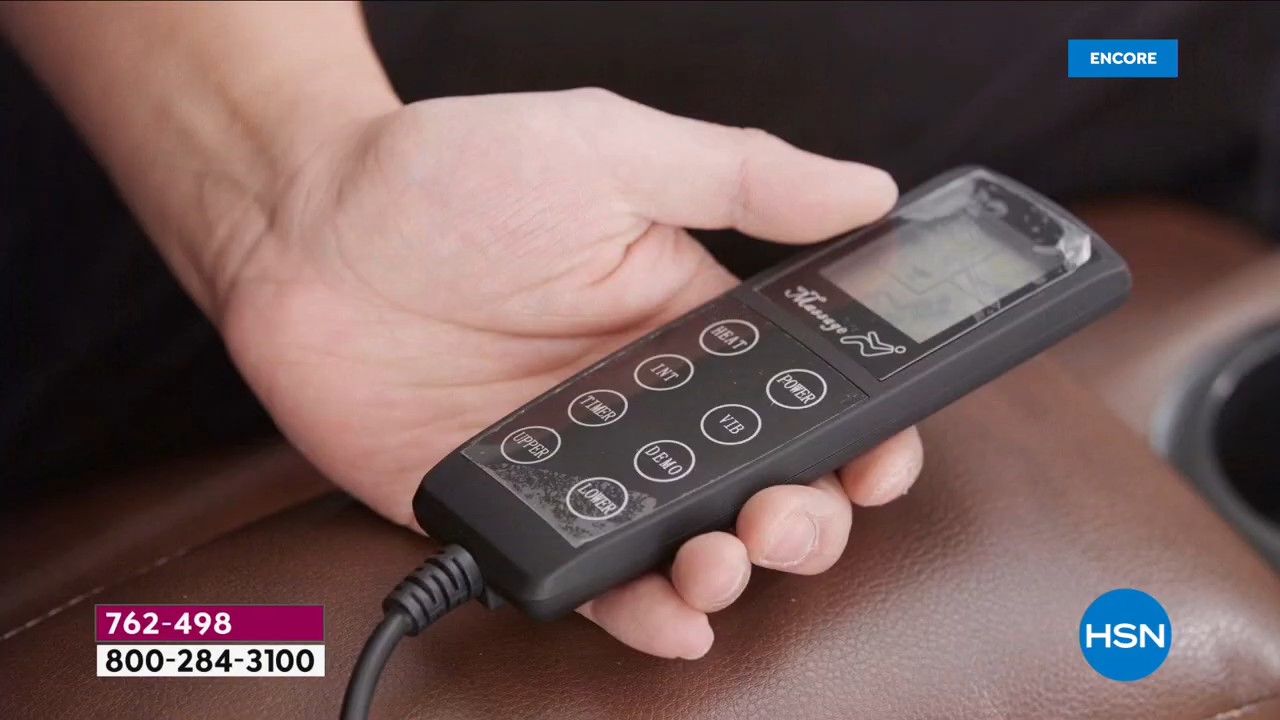 ENCORE
Massage
HEAT
POWER
INT
VIB
TIMER
DEMO
UPPER
LOWER
762-498
800-284-3100
HSN